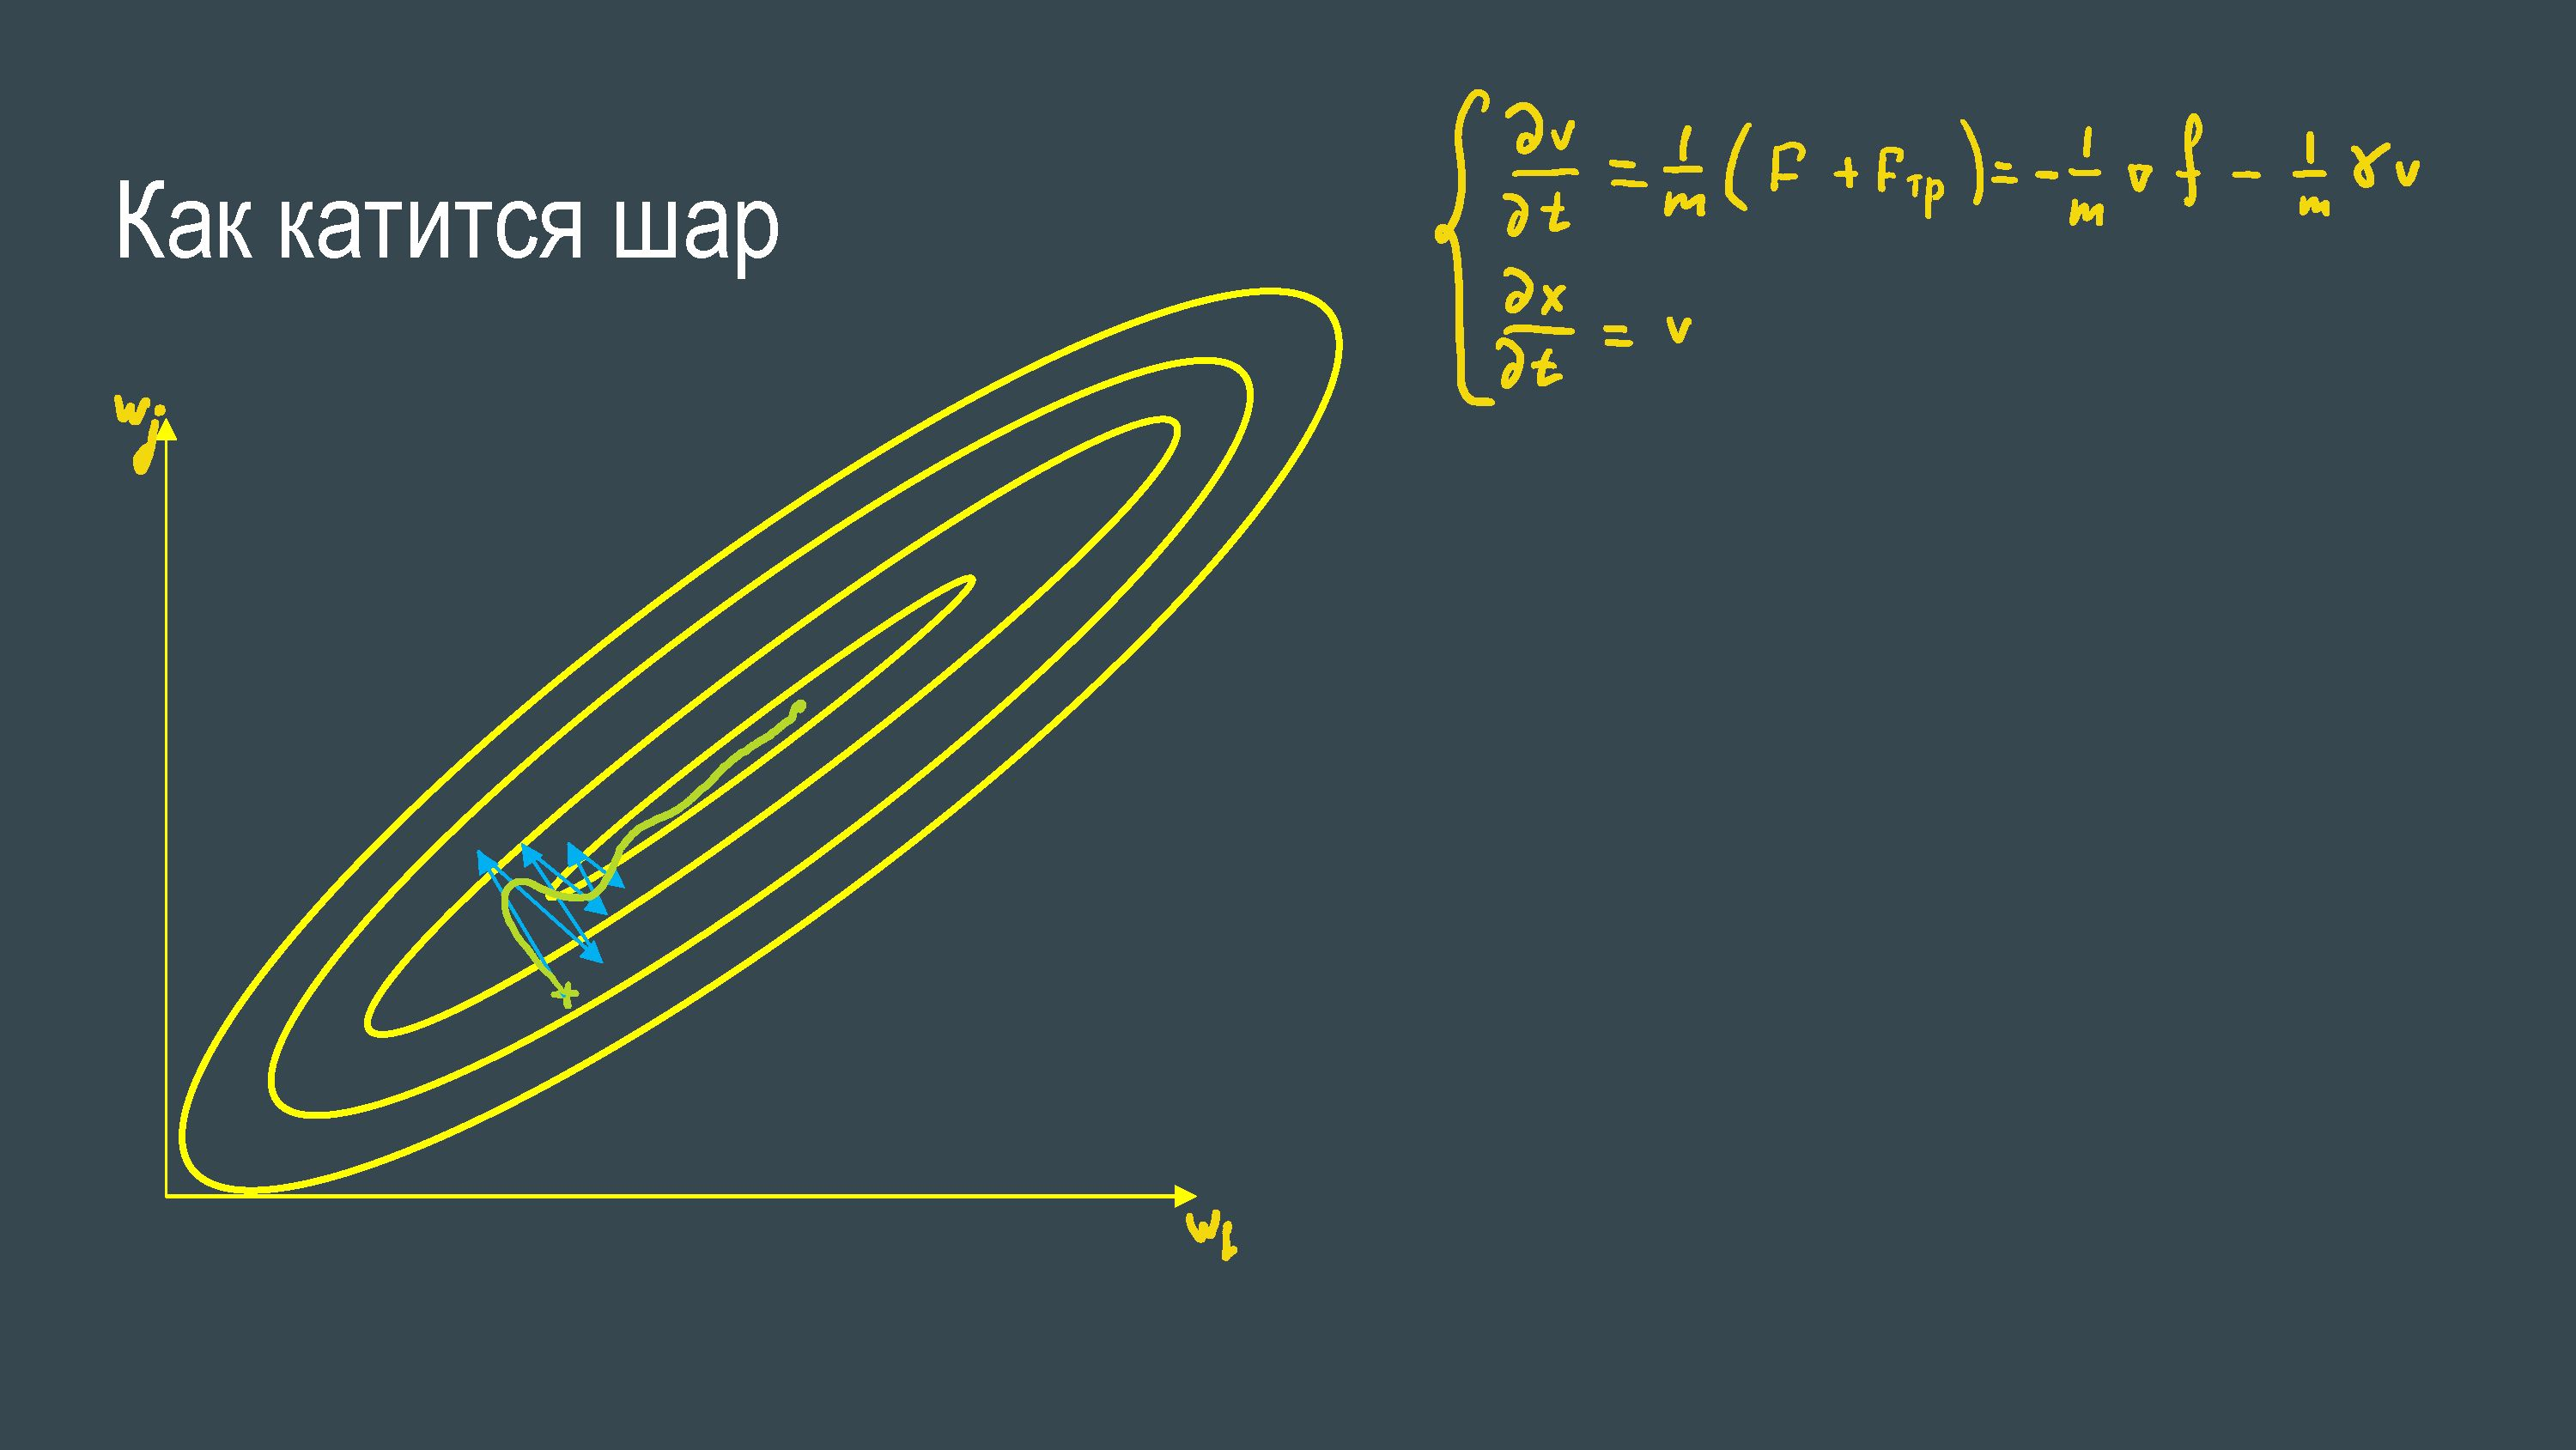 Как катится шар
∂v/∂t = 1/m (F + Fтр) = - 1/m ∇f - 1/m γv
∂x/∂t = v
wj
wi